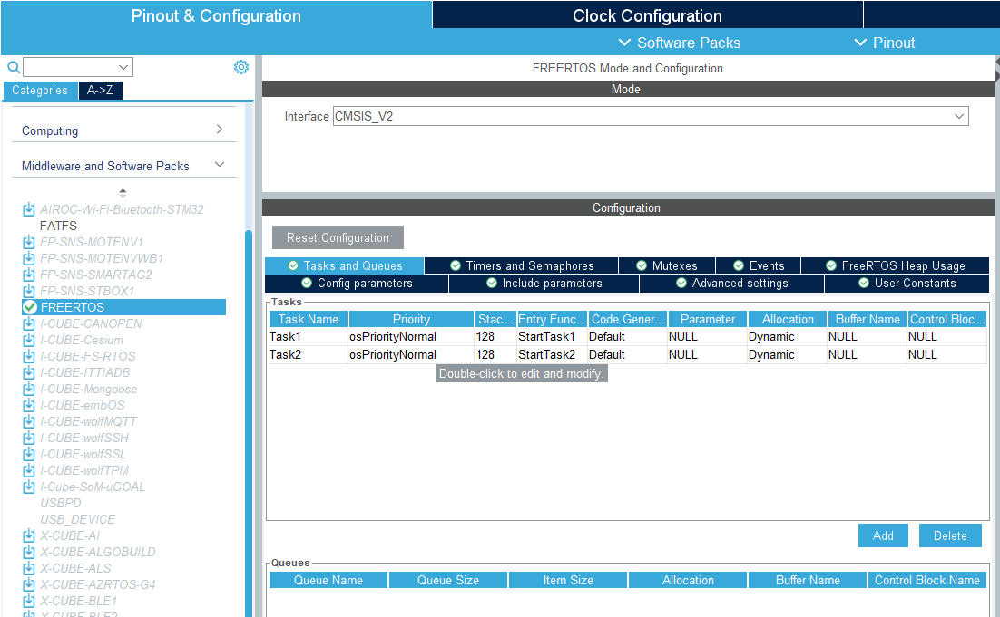 Pinout & Configuration
Clock Configuration
Software Packs
Pinout
Categories
A->Z
Computing
Middleware and Software Packs
AIROC-Wi-Fi-Bluetooth-STM32
FATFS
FP-SNS-MOTENV1
FP-SNS-MOTENVWB1
FP-SNS-SMARTAG2
FP-SNS-STBOX1
FREERTOS
I-CUBE-CANOPEN
I-CUBE-Cesium
I-CUBE-FS-RTOS
I-CUBE-ITTIADB
I-CUBE-Mongoose
I-CUBE-embOS
I-CUBE-wolfMQTT
I-CUBE-wolfSSH
I-CUBE-wolfSSL
I-CUBE-wolfTPM
I-Cube-SoM-uGOAL
USBPD
USB_DEVICE
X-CUBE-AI
X-CUBE-ALGOBUILD
X-CUBE-ALS
X-CUBE-AZRTOS-G4
X-CUBE-BLE1
X-CUBE-BLE2
FREERTOS Mode and Configuration
Mode
Interface CMSIS_V2
Configuration
Reset Configuration
Tasks and Queues
Timers and Semaphores
Mutexes
Events
FreeRTOS Heap Usage
Config parameters
Include parameters
Advanced settings
User Constants
Tasks
Task Name Priority Stac... Entry Func... Code Gener... Parameter Allocation Buffer Name Control Bloc...
Task1 osPriorityNormal 128 StartTask1 Default NULL Dynamic NULL NULL
Task2 osPriorityNormal 128 StartTask2 Default NULL Dynamic NULL NULL
Double-click to edit and modify.
Add
Delete
Queues
Queue Name Queue Size Item Size Allocation Buffer Name Control Block Name